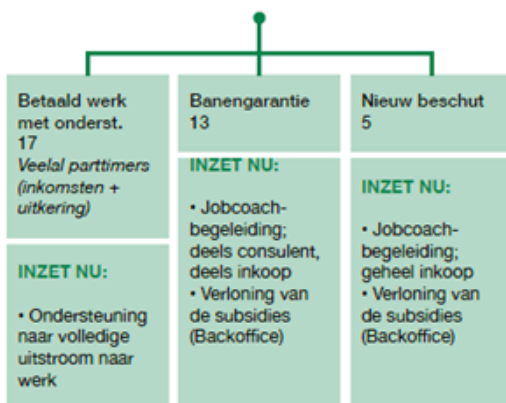 Betaald werk
met onderst.
17
Veelal parttimers
(inkomsten +
uitkering)
INZET NU:
• Ondersteuning
naar volledige
uitstroom naar
werk
Banengarantie
13
INZET NU:
• Jobcoach-
begeleiding;
deels consulent,
deels inkoop
• Verloning van
de subsidies
(Backoffice)
Nieuw beschut
5
INZET NU:
• Jobcoach-
begeleiding;
geheel inkoop
• Verloning van
de subsidies
(Backoffice)